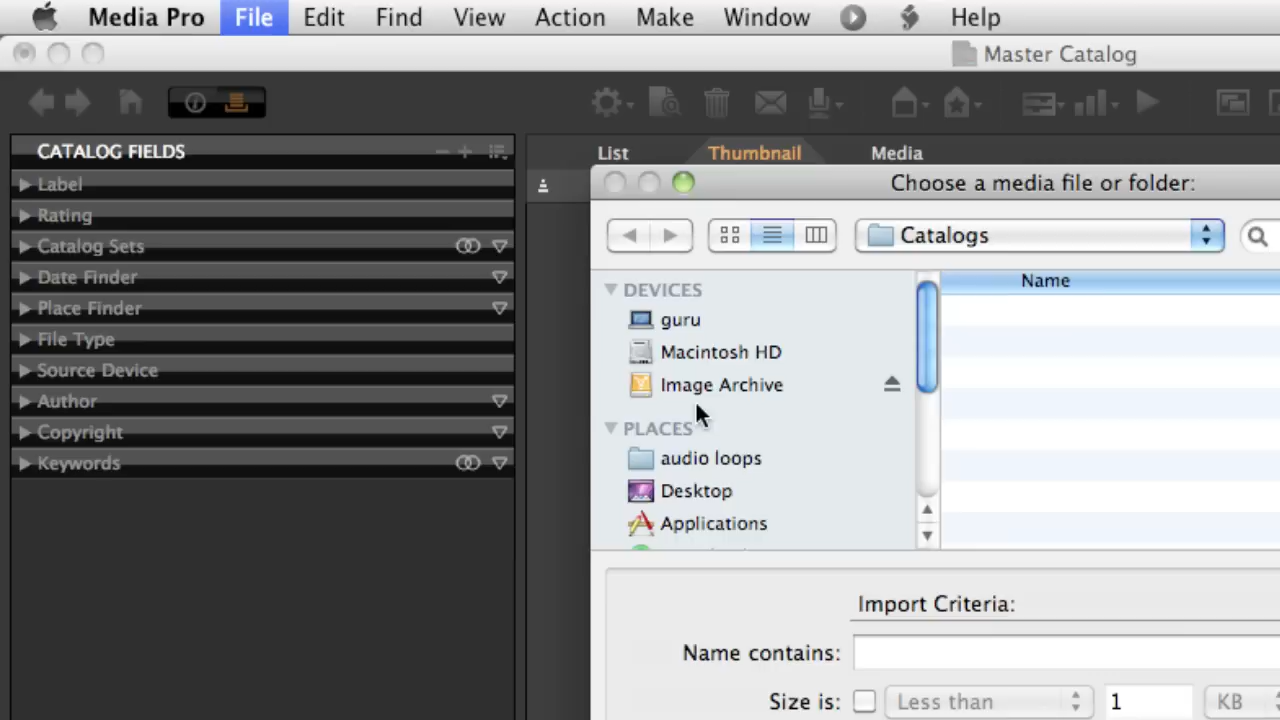 Media Pro File Edit Find View Action Make Window Help
Master Catalog
CATALOG FIELDS
Label
Rating
Catalog Sets
Date Finder
Place Finder
File Type
Source Device
Author
Copyright
Keywords
List Thumbnail Media
Choose a media file or folder:
Catalogs
DEVICES
guru
Macintosh HD
Image Archive
PLACES
audio loops
Desktop
Applications
Name
Import Criteria:
Name contains:
Size is: Less than 1 KB